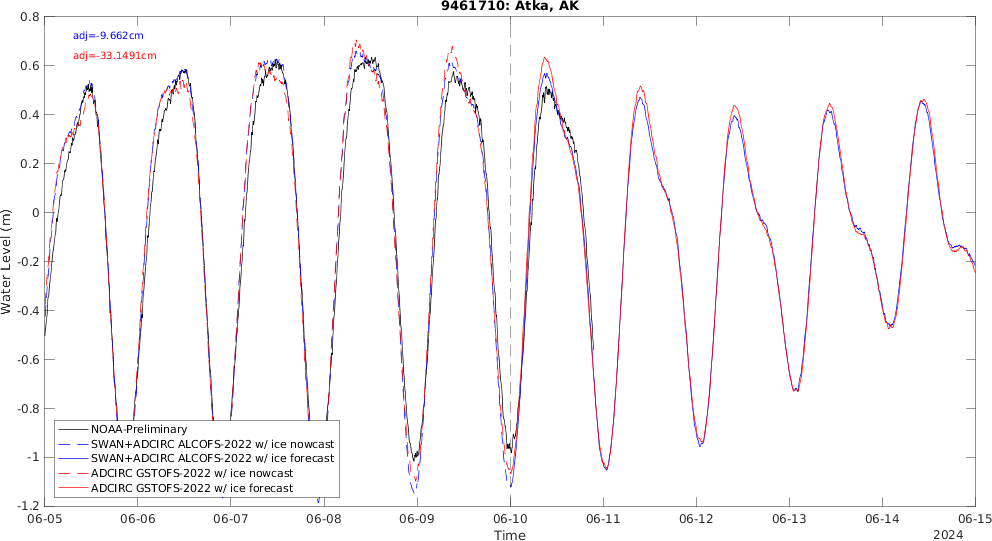 9461710: Atka, AK
adj=-9.662cm
adj=-33.1491cm
Water Level (m)
0.8
0.6
0.4
0.2
0
-0.2
-0.4
-0.6
-0.8
-1
-1.2
NOAA-Preliminary
SWAN+ADCIRC ALCOFS-2022 w/ ice nowcast
SWAN+ADCIRC ALCOFS-2022 w/ ice forecast
ADCIRC GSTOFS-2022 w/ ice nowcast
ADCIRC GSTOFS-2022 w/ ice forecast
06-05 06-06 06-07 06-08 06-09 06-10 06-11 06-12 06-13 06-14 06-15
Time
2024